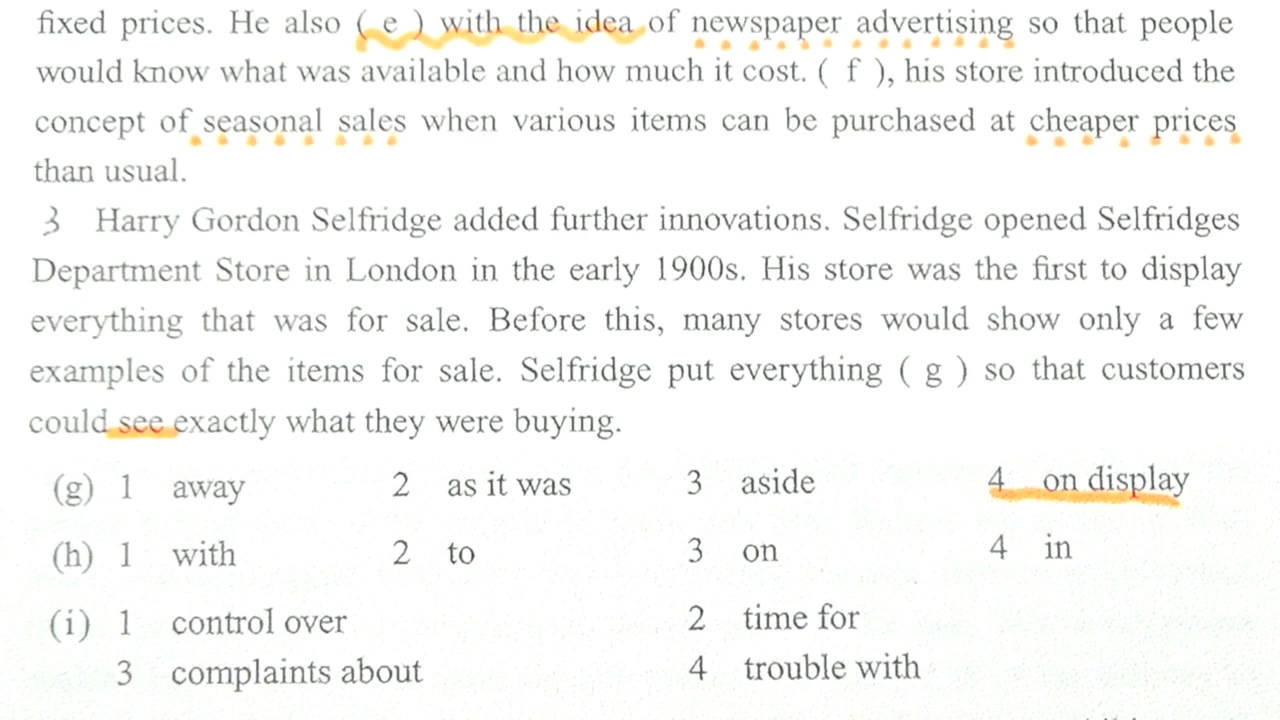 fixed prices. He also ( e ) with the idea of newspaper advertising so that people
would know what was available and how much it cost. ( f ), his store introduced the
concept of seasonal sales when various items can be purchased at cheaper prices
than usual.
3 Harry Gordon Selfridge added further innovations. Selfridge opened Selfridges
Department Store in London in the early 1900s. His store was the first to display
everything that was for sale. Before this, many stores would show only a few
examples of the items for sale. Selfridge put everything ( g ) so that customers
could see exactly what they were buying.
(g) 1 away 2 as it was 3 aside 4 on display
(h) 1 with 2 to 3 on 4 in
(i) 1 control over 2 time for
3 complaints about 4 trouble with